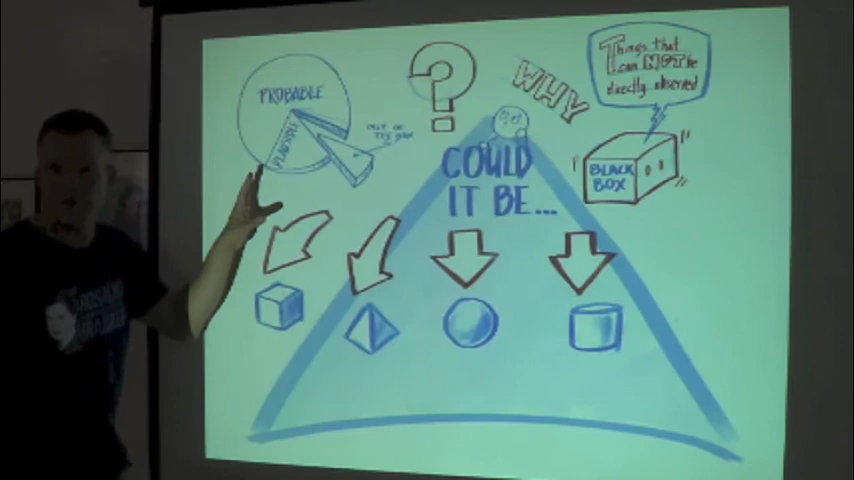 PROBABLE
PLAUSIBLE
OUT OF
THE BOX
?
WHY
Things that
can NOT be
directly observed
BLACK
BOX
COULD
IT BE...